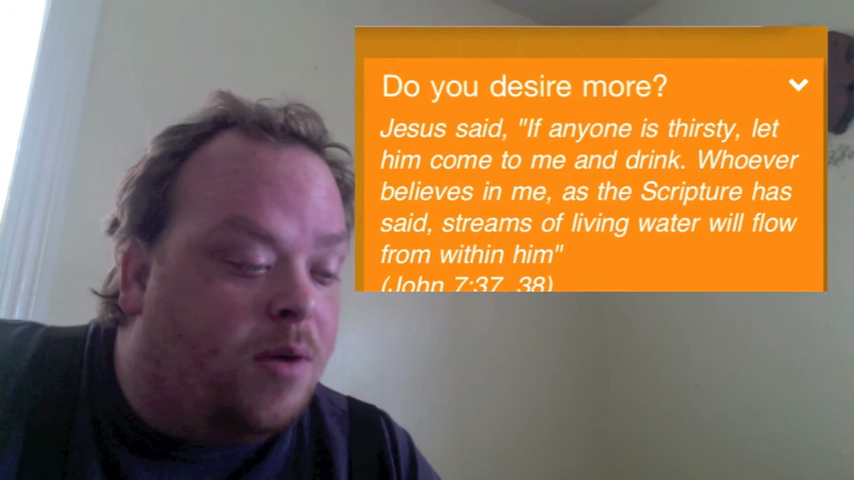 Do you desire more?
Jesus said, "If anyone is thirsty, let
him come to me and drink. Whoever
believes in me, as the Scripture has
said, streams of living water will flow
from within him"
(John 7:37, 38)